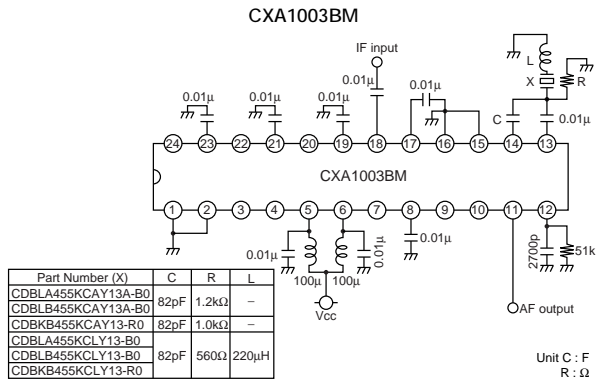 CXA1003BM
IF input
0.01μ
0.01μ
0.01μ
0.01μ
0.01μ
L
X
R
C
0.01μ
24 23 22 21 20 19 18 17 16 15 14 13
CXA1003BM
1 2 3 4 5 6 7 8 9 10 11 12
0.01μ
100μ
100μ
0.01μ
0.01μ
2700p
51k
Vcc
AF output
Part Number (X) C R L
CDBLA455KCAY13A-B0
CDBLB455KCAY13A-B0
82pF 1.2kΩ –
CDBKB455KCAY13-R0 82pF 1.0kΩ –
CDBLA455KCLY13-B0
CDBLB455KCLY13-B0
CDBKB455KCLY13-R0
82pF 560Ω 220μH
Unit C : F
R : Ω